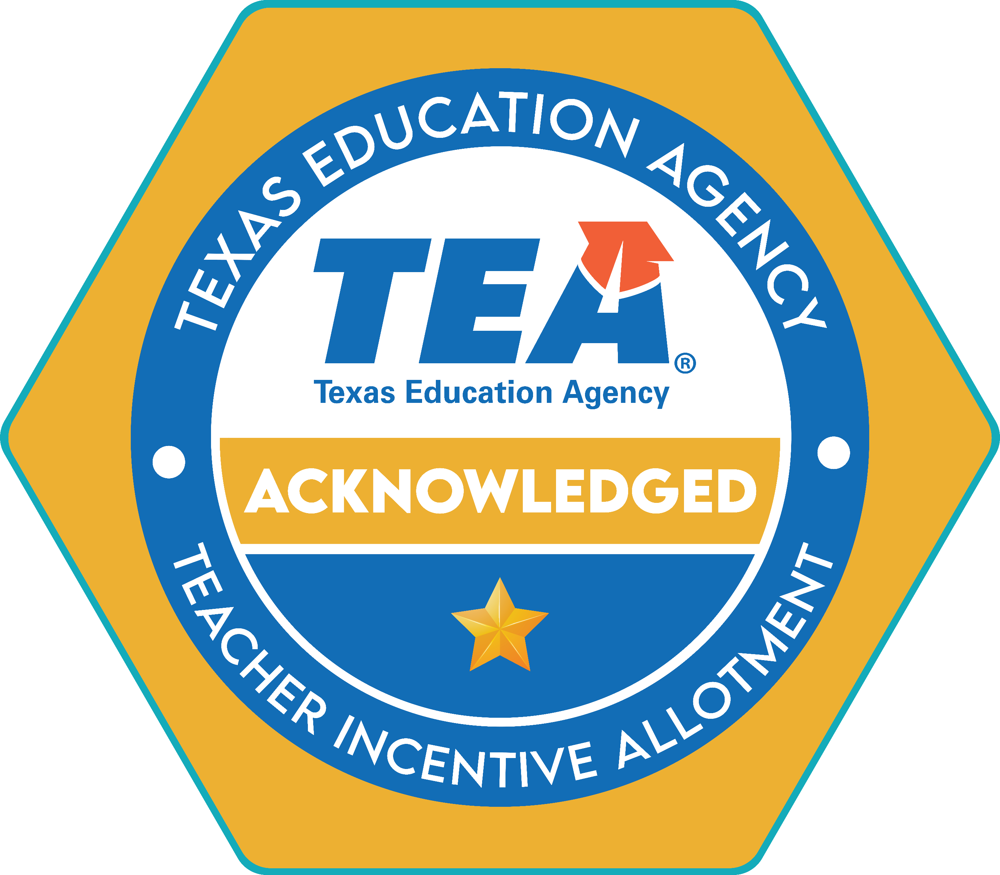 TEXAS EDUCATION AGENCY
TEA®
Texas Education Agency
ACKNOWLEDGED
TEACHER INCENTIVE ALLOTMENT